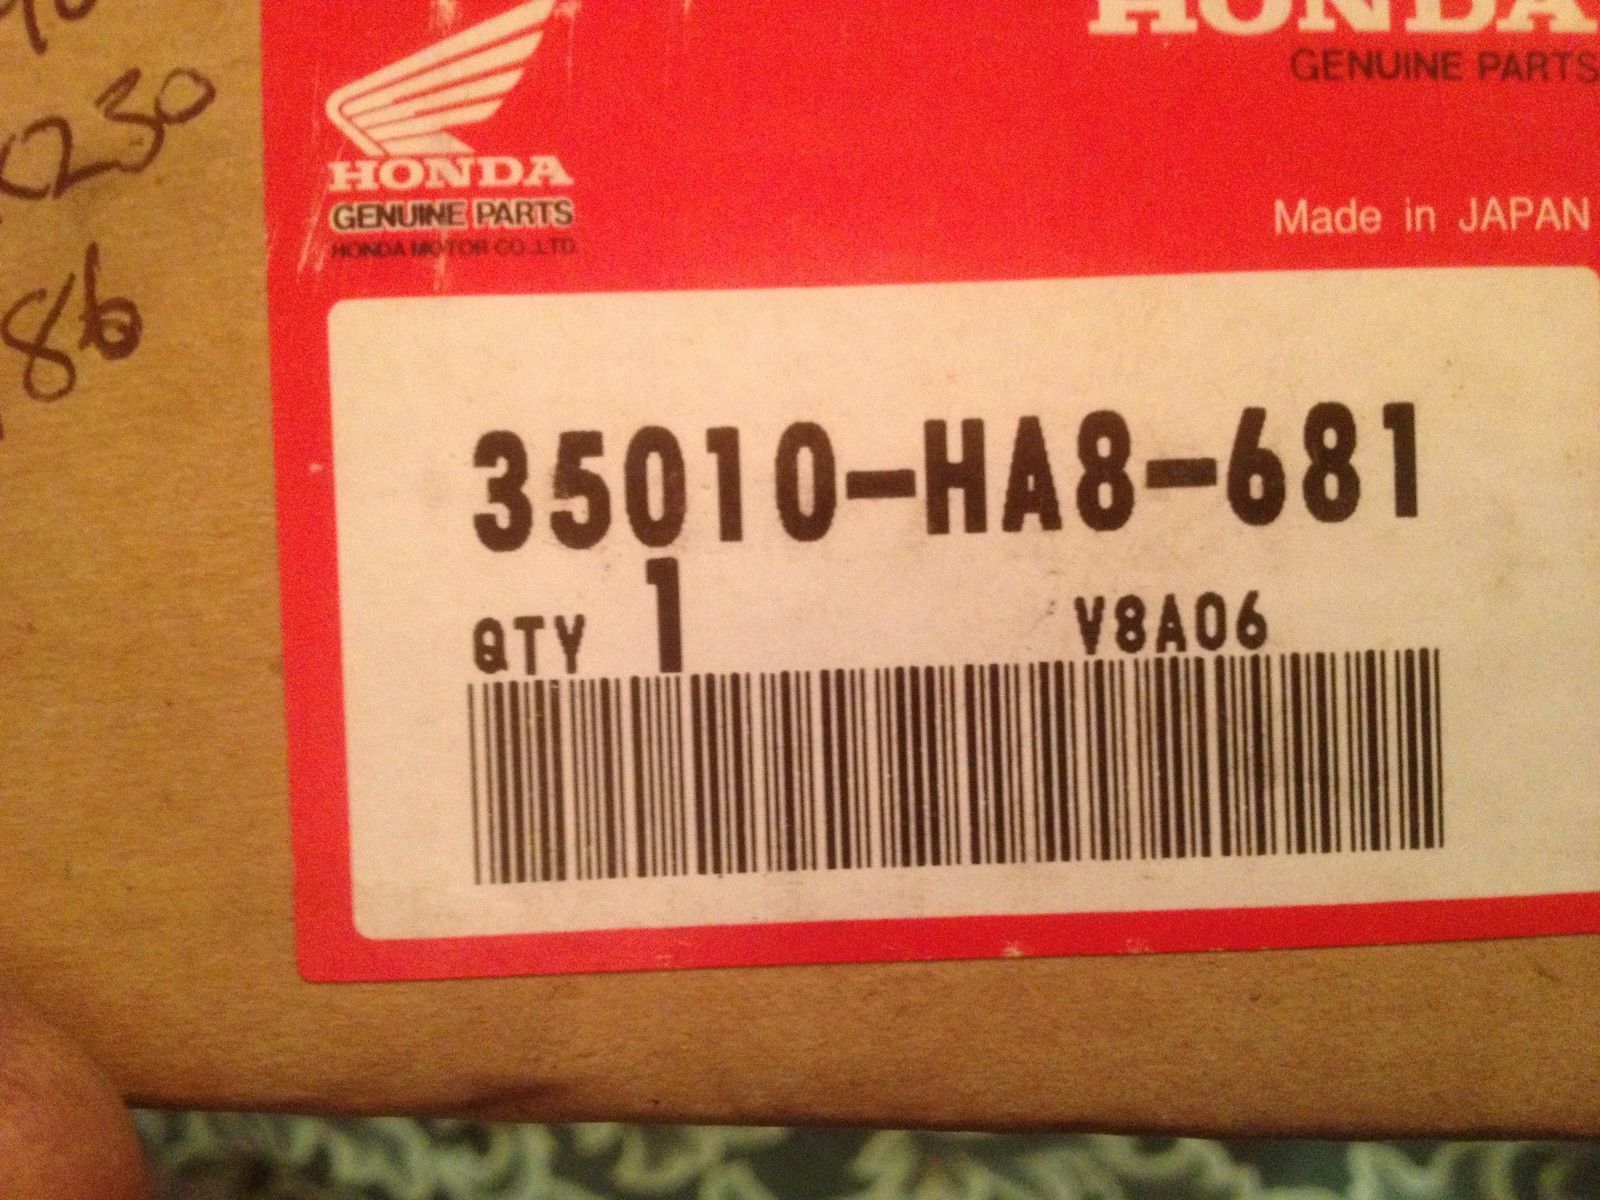 HONDA
GENUINE PARTS
HONDA
GENUINE PARTS
HONDA MOTOR CO.,LTD.
Made in JAPAN
230
86
35010-HA8-681
QTY 1
V8A06